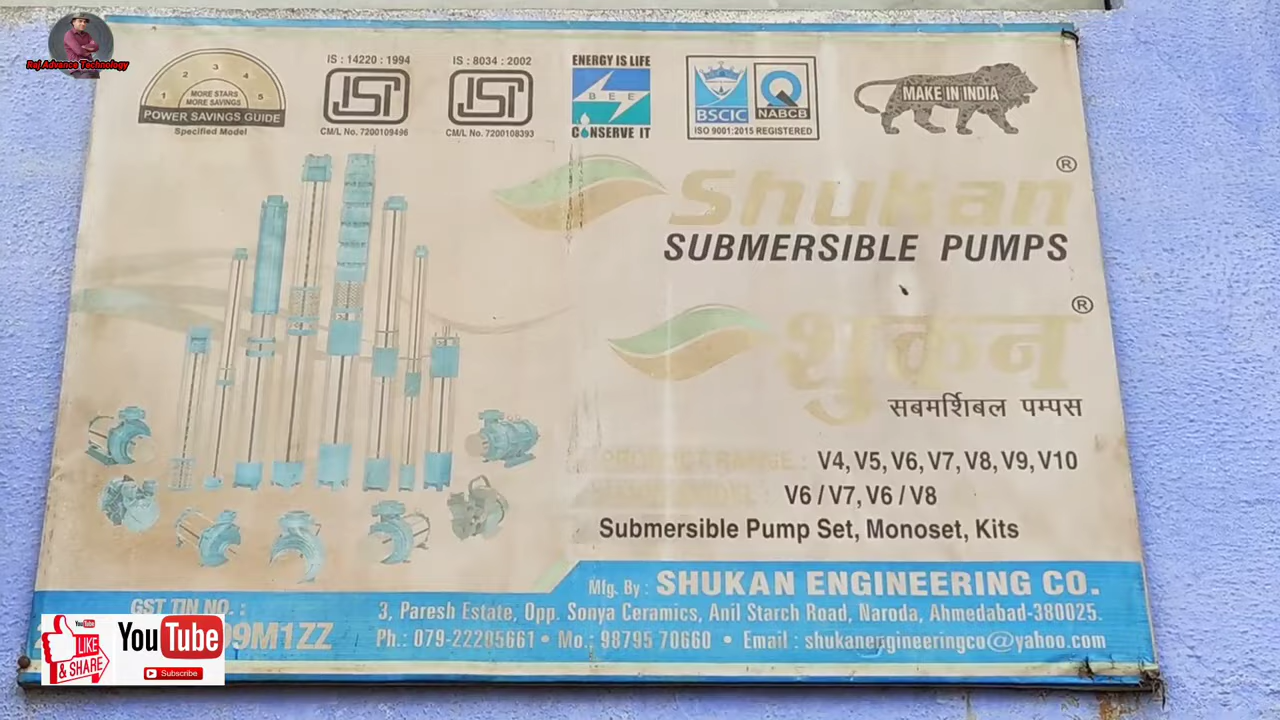 Raj Advance Technology
1 2 3 4 5
MORE STARS
MORE SAVINGS
POWER SAVINGS GUIDE
Specified Model
IS : 14220 : 1994
ISI
CM/L No. 7200109496
IS : 8034 : 2002
ISI
CM/L No. 7200108393
ENERGY IS LIFE
BEE
CONSERVE IT
BSCIC
NABCB
ISO 9001:2015 REGISTERED
MAKE IN INDIA
Shukan®
SUBMERSIBLE PUMPS
शुकन®
सबमर्शिबल पम्पस
PRODUCT RANGE : V4, V5, V6, V7, V8, V9, V10
V6 / V7, V6 / V8
Submersible Pump Set, Monoset, Kits
Mfg. By : SHUKAN ENGINEERING CO.
GST TIN NO. :
9M1ZZ
3, Paresh Estate, Opp. Sonya Ceramics, Anil Starch Road, Naroda, Ahmedabad-380025.
Ph.: 079-22205661 • Mo.: 98795 70660 • Email : shukanengineeringco@yahoo.com
YouTube
LIKE
& SHARE
YouTube
Subscribe